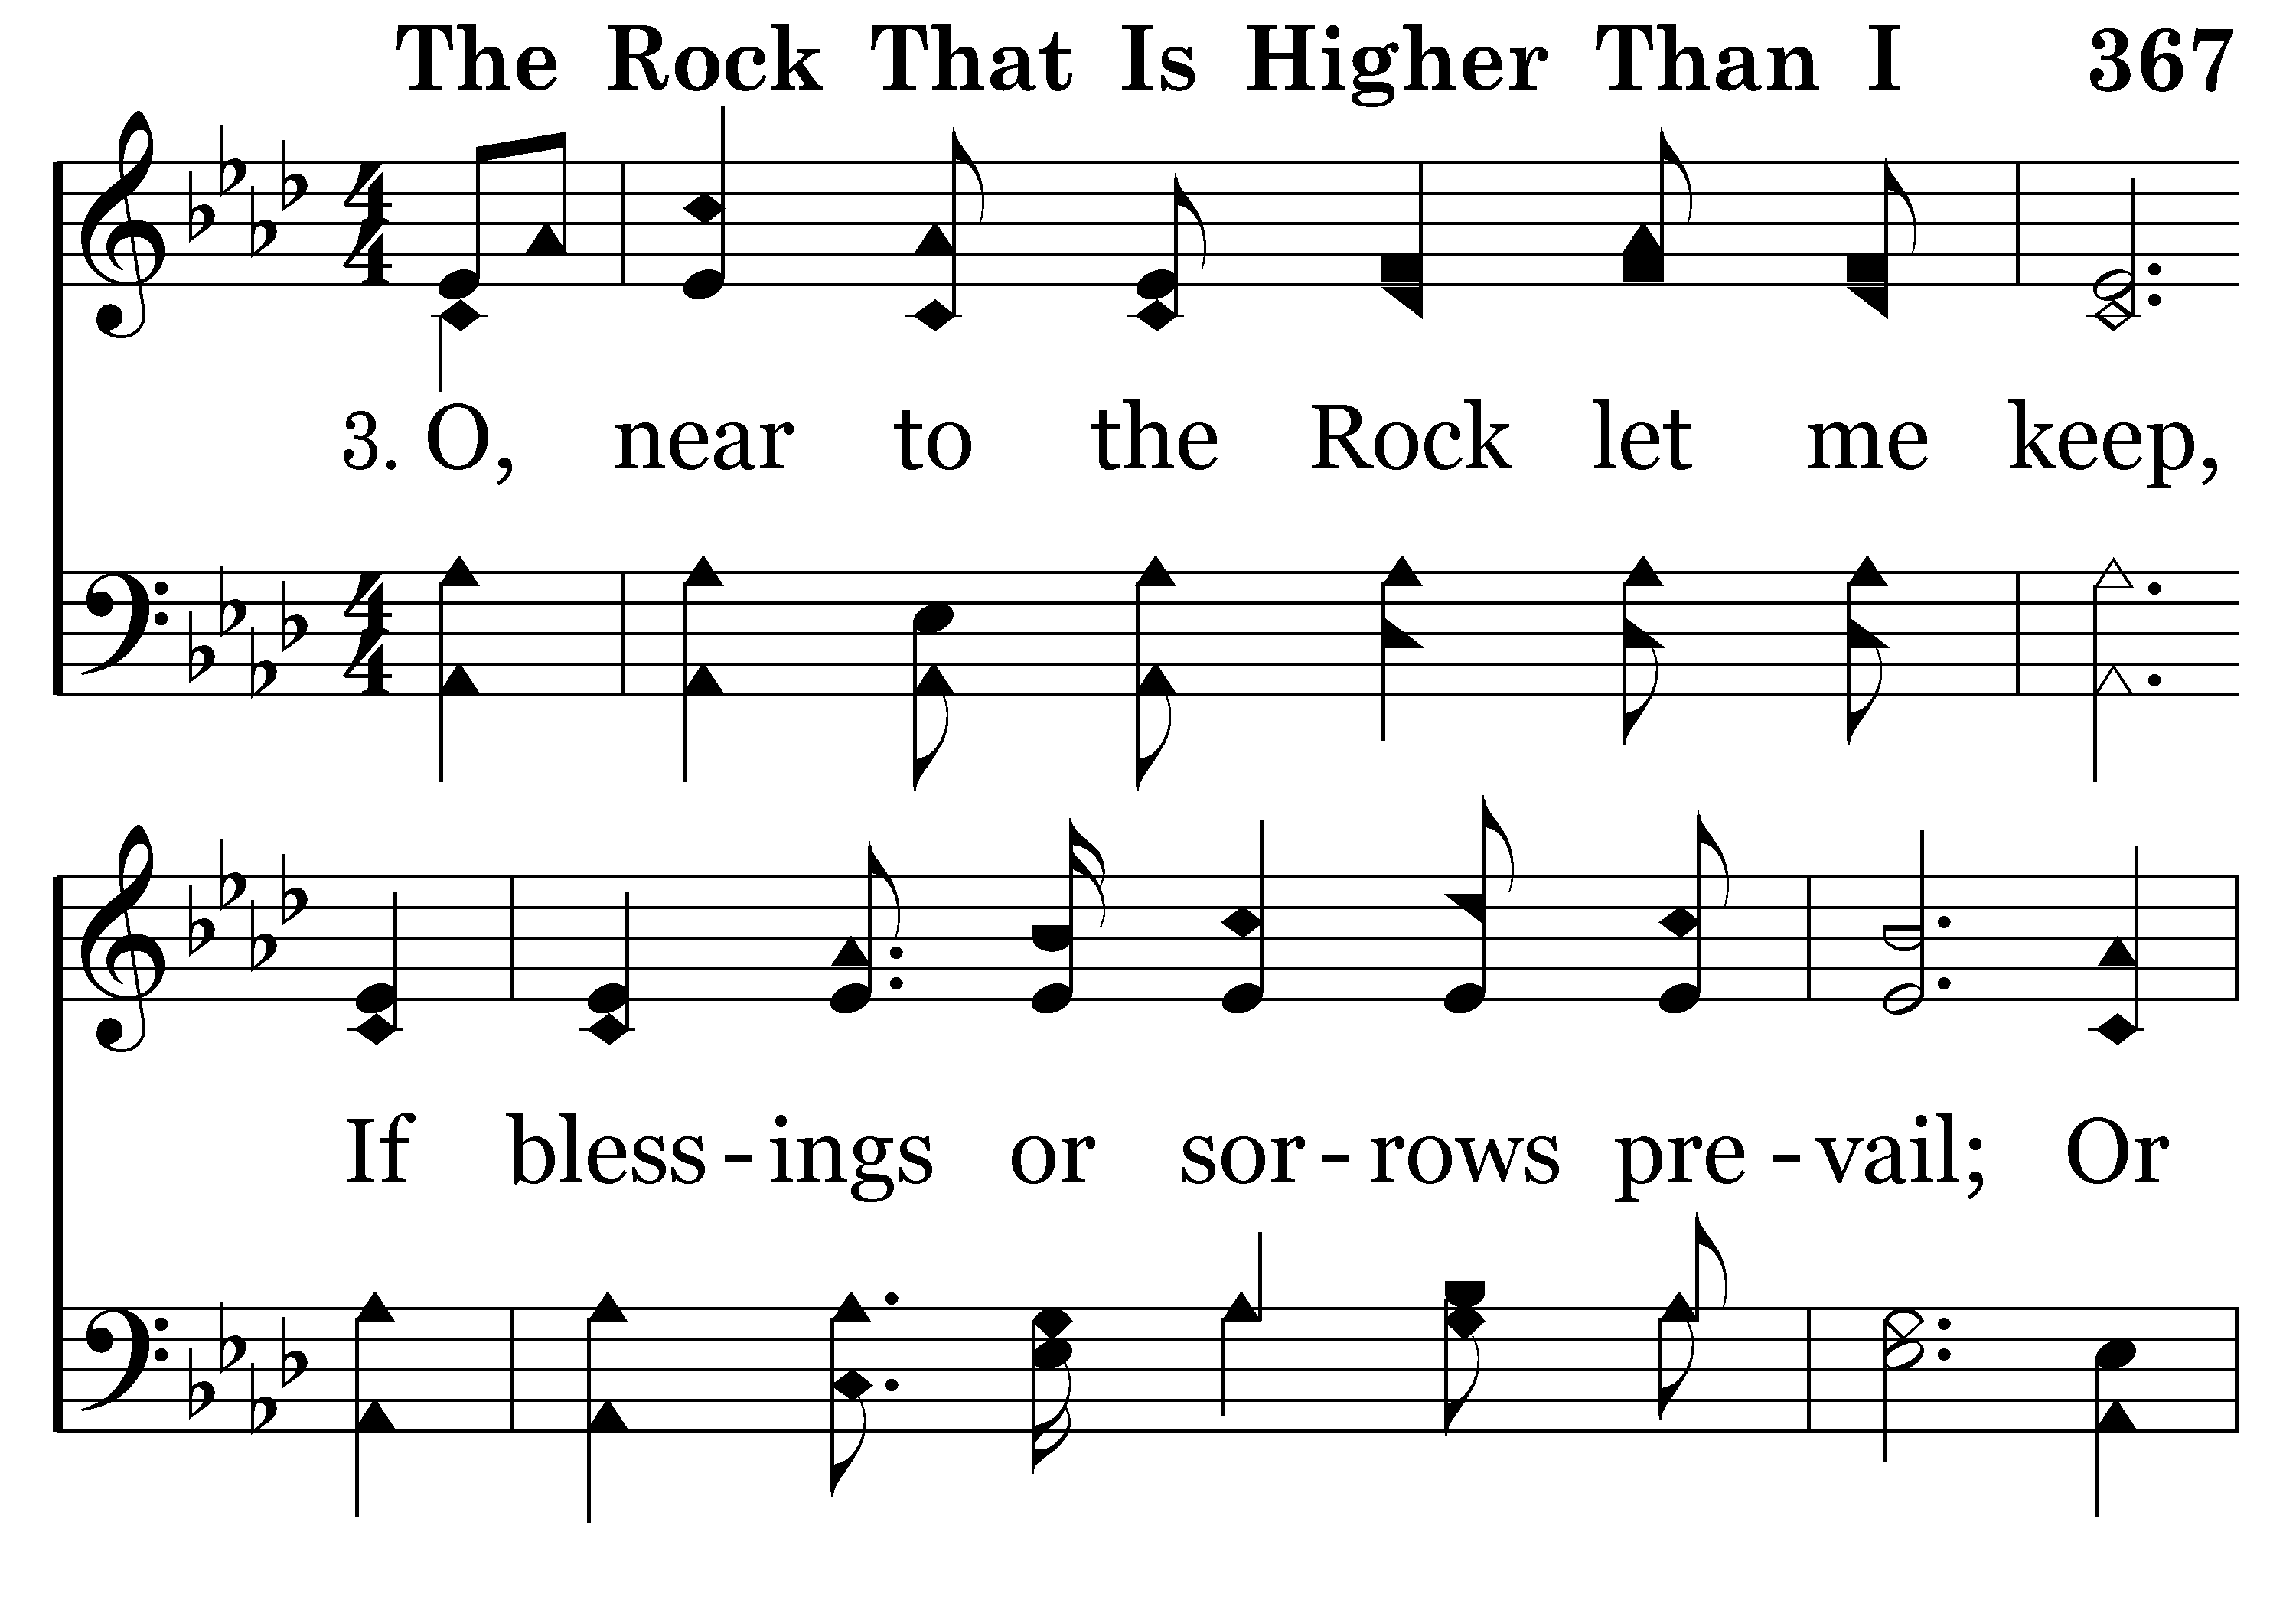 The Rock That Is Higher Than I 367
3. O, near to the Rock let me keep,
If bless - ings or sor - rows pre - vail; Or